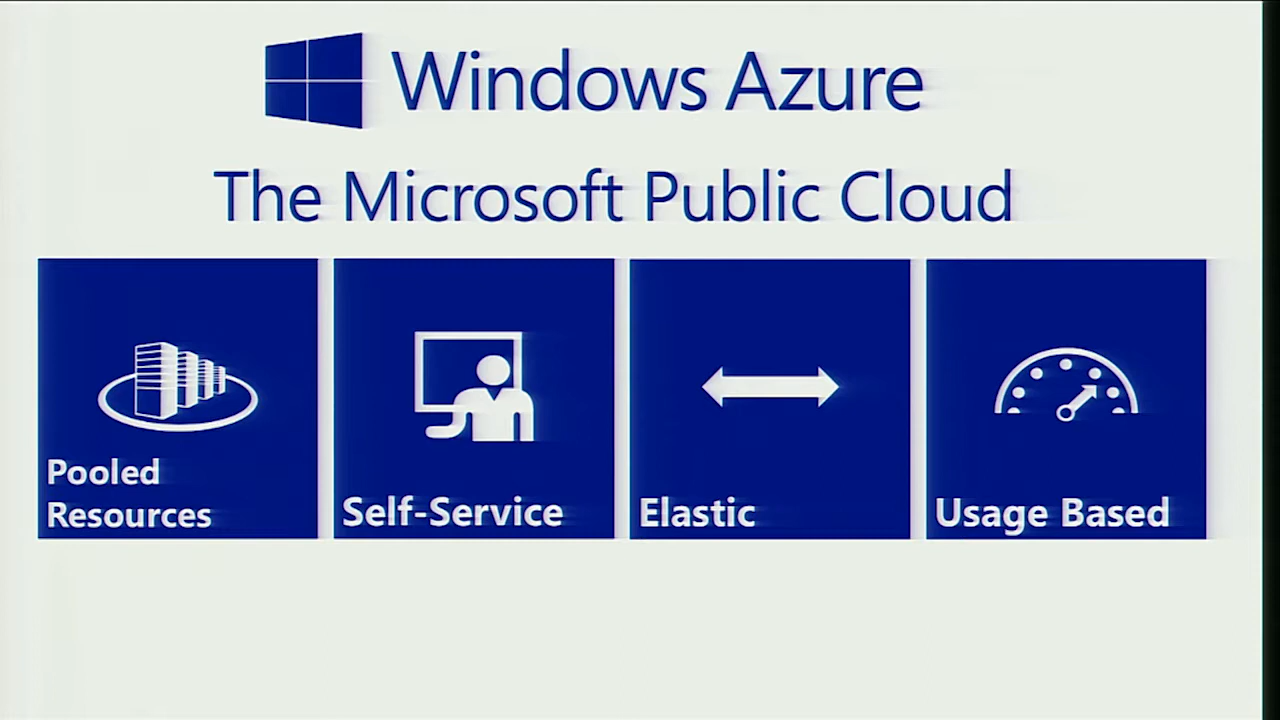 Windows Azure
The Microsoft Public Cloud
Pooled
Resources
Self-Service
Elastic
Usage Based